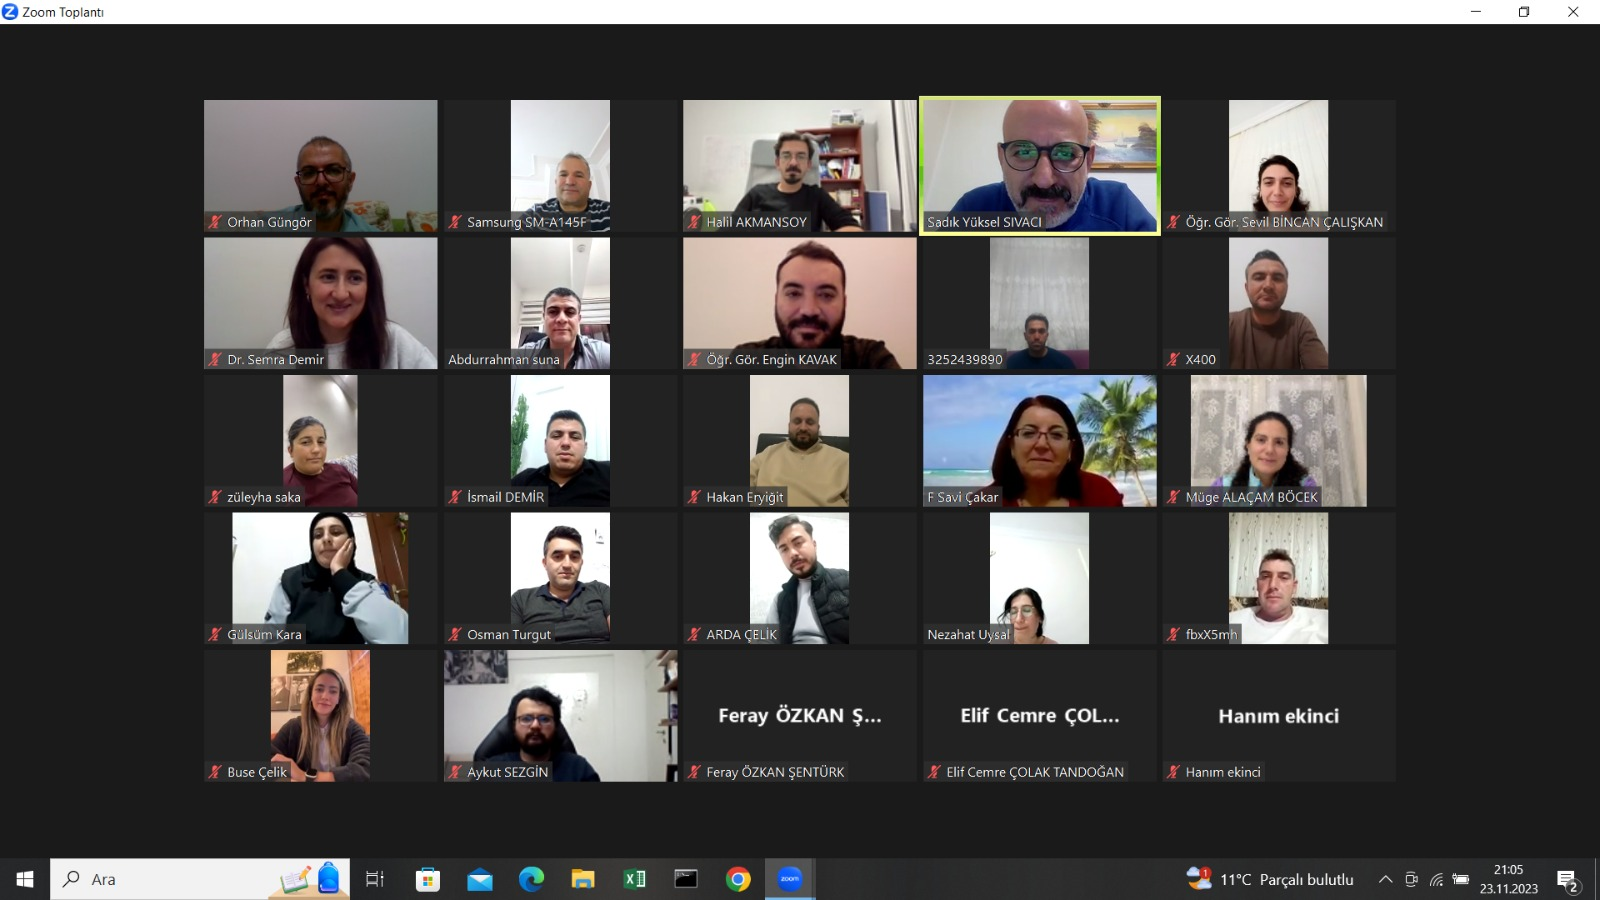 Zoom Toplantı
Orhan Güngör
Samsung SM-A145F
Halil AKMANSOY
Sadık Yüksel SIVACI
Öğr. Gör. Sevil BİNCAN ÇALIŞKAN
Dr. Semra Demir
Abdurrahman suna
Öğr. Gör. Engin KAVAK
3252439890
X400
züleyha saka
İsmail DEMİR
Hakan Eryiğit
F Savi Çakar
Müge ALAÇAM BÖCEK
Gülsüm Kara
Osman Turgut
ARDA ÇELİK
Nezahat Uysal
fbxX5mh
Feray ÖZKAN Ş...
Elif Cemre ÇOL...
Hanım ekinci
Buse Çelik
Aykut SEZGİN
Feray ÖZKAN ŞENTÜRK
Elif Cemre ÇOLAK TANDOĞAN
Hanım ekinci
Ara
zoom
1
11°C Parçalı bulutlu
21:05
23.11.2023
2